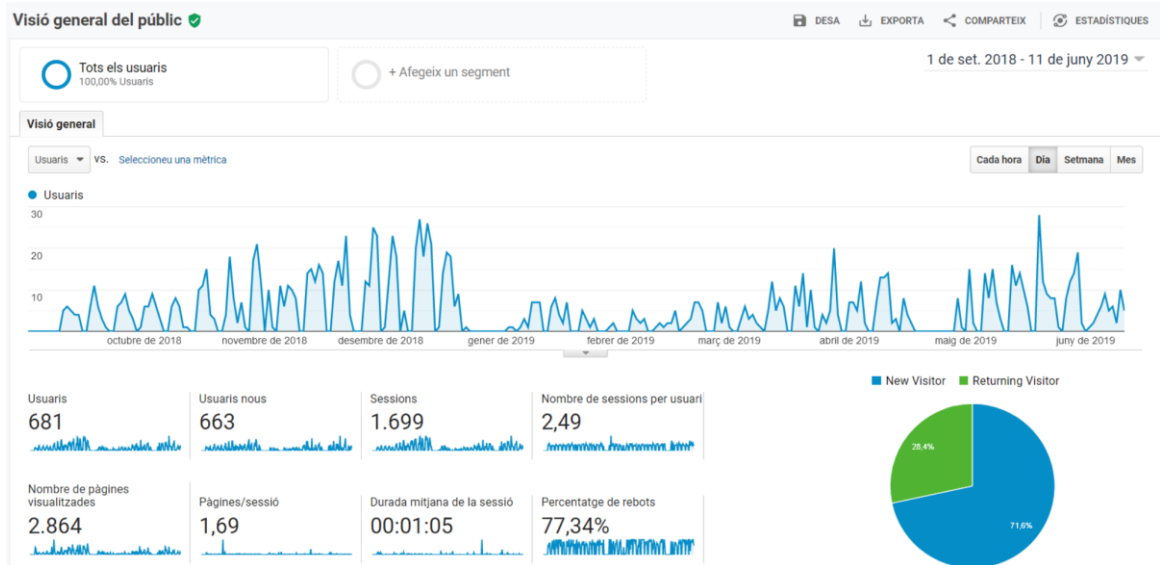 Visió general del públic
DESA
EXPORTA
COMPARTEIX
ESTADÍSTIQUES
Tots els usuaris
100,00% Usuaris
+ Afegeix un segment
1 de set. 2018 - 11 de juny 2019
Visió general
Usuaris
VS.
Seleccioneu una mètrica
Cada hora
Dia
Setmana
Mes
Usuaris
30
20
10
octubre de 2018
novembre de 2018
desembre de 2018
gener de 2019
febrer de 2019
març de 2019
abril de 2019
maig de 2019
juny de 2019
New Visitor
Returning Visitor
Usuaris
681
Usuaris nous
663
Sessions
1.699
Nombre de sessions per usuari
2,49
Nombre de pàgines
visualitzades
2.864
Pàgines/sessió
1,69
Durada mitjana de la sessió
00:01:05
Percentatge de rebots
77,34%
28,4%
71,6%